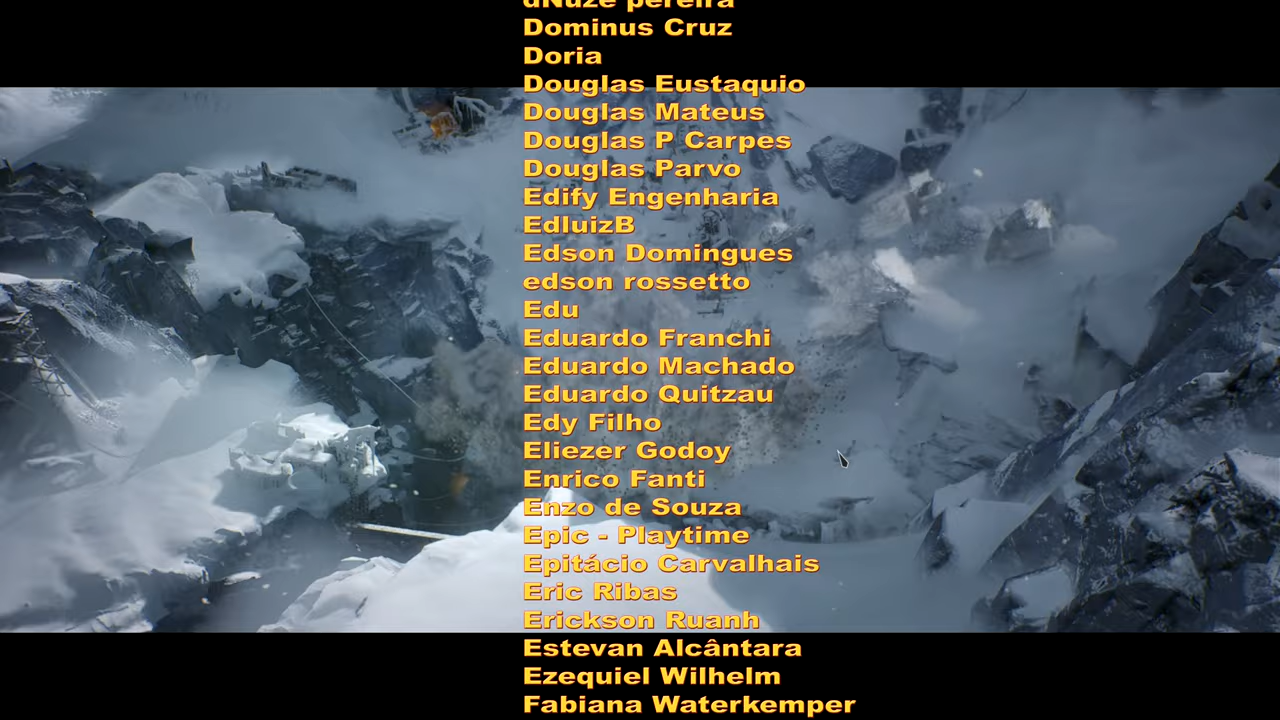 dNuze pereira
Dominus Cruz
Doria
Douglas Eustaquio
Douglas Mateus
Douglas P Carpes
Douglas Parvo
Edify Engenharia
EdluizB
Edson Domingues
edson rossetto
Edu
Eduardo Franchi
Eduardo Machado
Eduardo Quitzau
Edy Filho
Eliezer Godoy
Enrico Fanti
Enzo de Souza
Epic - Playtime
Epitácio Carvalhais
Eric Ribas
Erickson Ruanh
Estevan Alcântara
Ezequiel Wilhelm
Fabiana Waterkemper